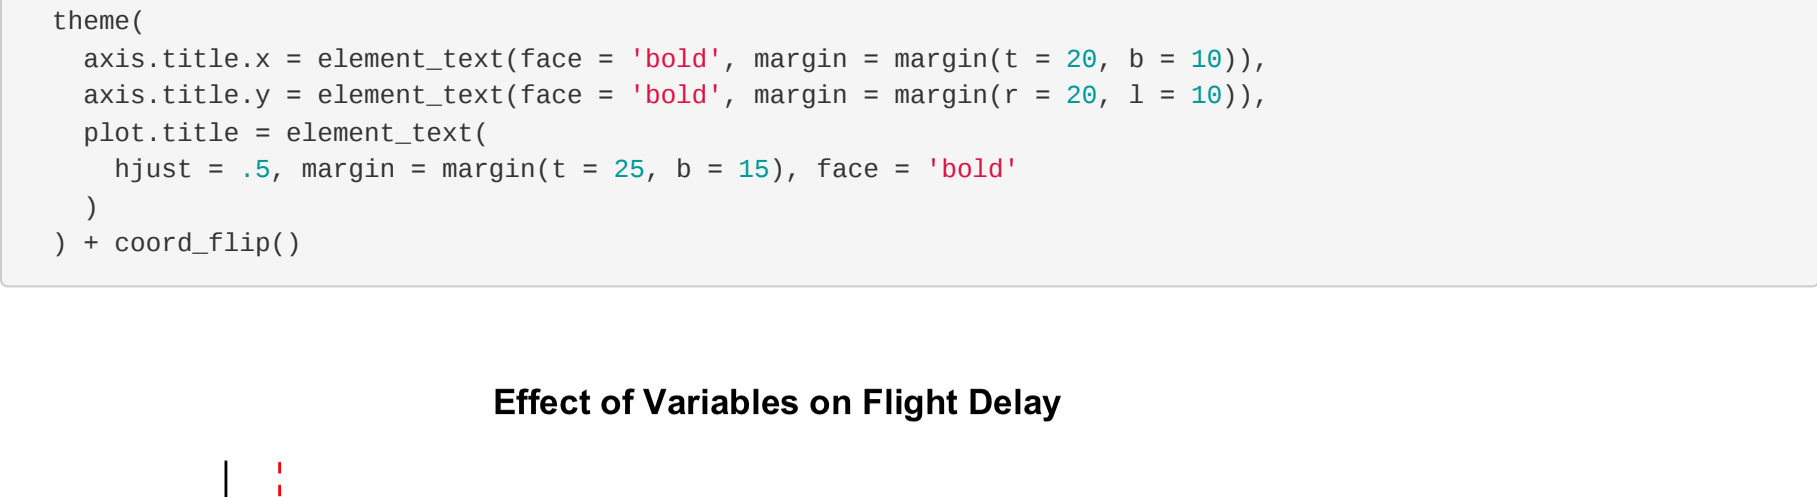 theme(
  axis.title.x = element_text(face = 'bold', margin = margin(t = 20, b = 10)),
  axis.title.y = element_text(face = 'bold', margin = margin(r = 20, l = 10)),
  plot.title = element_text(
    hjust = .5, margin = margin(t = 25, b = 15), face = 'bold'
  )
) + coord_flip()
Effect of Variables on Flight Delay